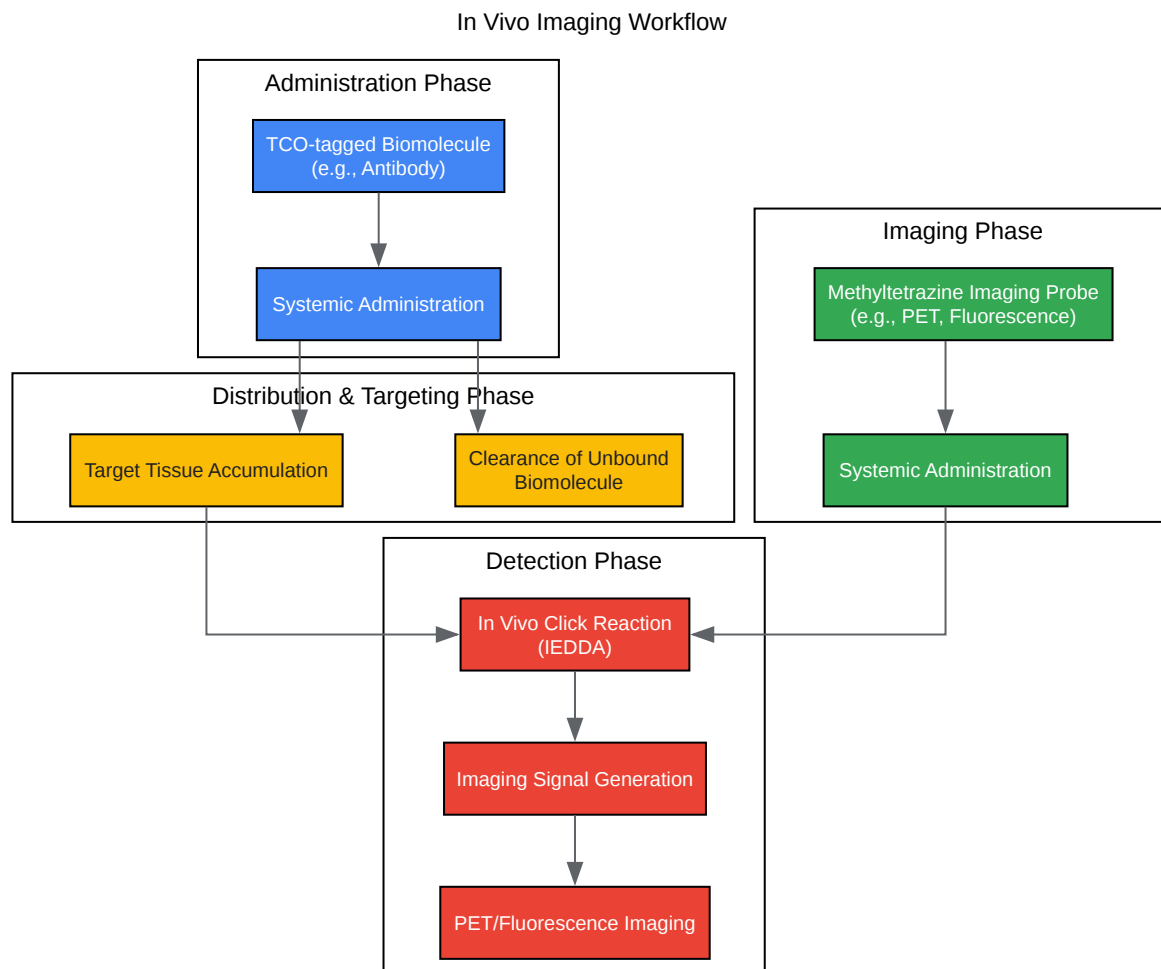 In Vivo Imaging Workflow
Administration Phase
TCO-tagged Biomolecule
(e.g., Antibody)
Systemic Administration
Imaging Phase
Methyltetrazine Imaging Probe
(e.g., PET, Fluorescence)
Systemic Administration
Distribution & Targeting Phase
Target Tissue Accumulation
Clearance of Unbound
Biomolecule
Detection Phase
In Vivo Click Reaction
(IEDDA)
Imaging Signal Generation
PET/Fluorescence Imaging